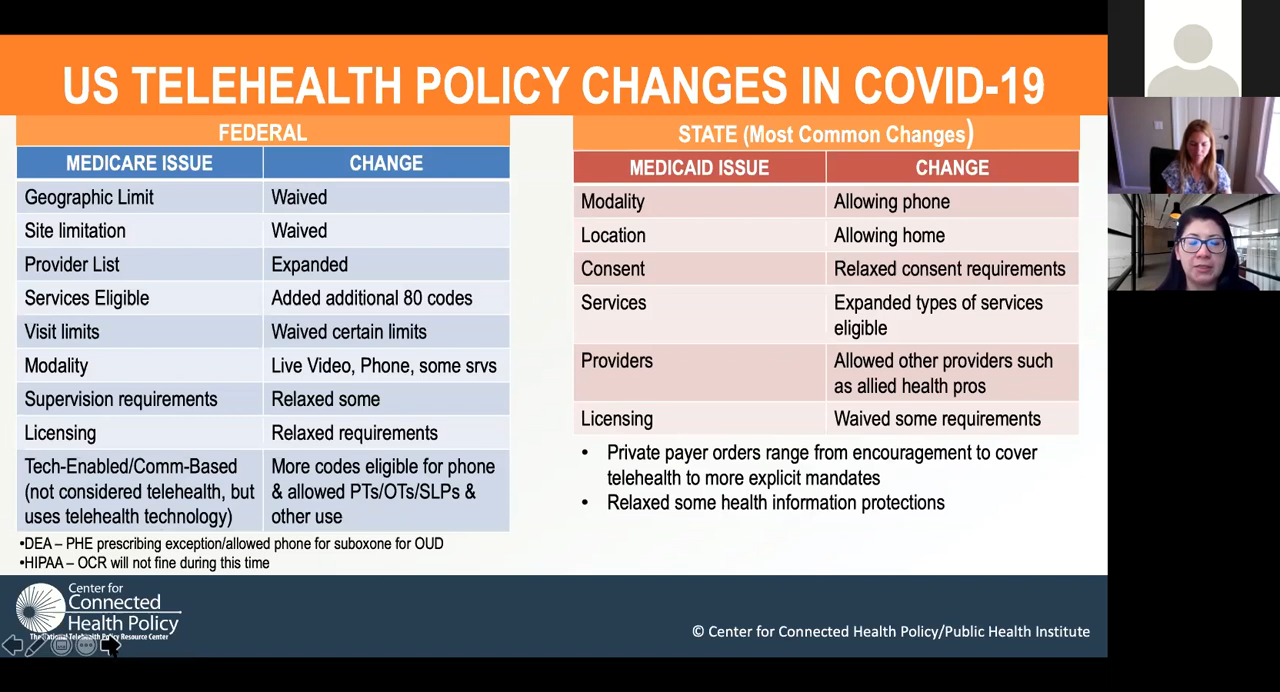 US TELEHEALTH POLICY CHANGES IN COVID-19
FEDERAL
MEDICARE ISSUE CHANGE
Geographic Limit Waived
Site limitation Waived
Provider List Expanded
Services Eligible Added additional 80 codes
Visit limits Waived certain limits
Modality Live Video, Phone, some srvs
Supervision requirements Relaxed some
Licensing Relaxed requirements
Tech-Enabled/Comm-Based More codes eligible for phone
(not considered telehealth, but & allowed PTs/OTs/SLPs &
uses telehealth technology) other use
•DEA – PHE prescribing exception/allowed phone for suboxone for OUD
•HIPAA – OCR will not fine during this time
STATE (Most Common Changes)
MEDICAID ISSUE CHANGE
Modality Allowing phone
Location Allowing home
Consent Relaxed consent requirements
Services Expanded types of services
eligible
Providers Allowed other providers such
as allied health pros
Licensing Waived some requirements
• Private payer orders range from encouragement to cover
telehealth to more explicit mandates
• Relaxed some health information protections
Center for
Connected
Health Policy
The National Telehealth Policy Resource Center
© Center for Connected Health Policy/Public Health Institute